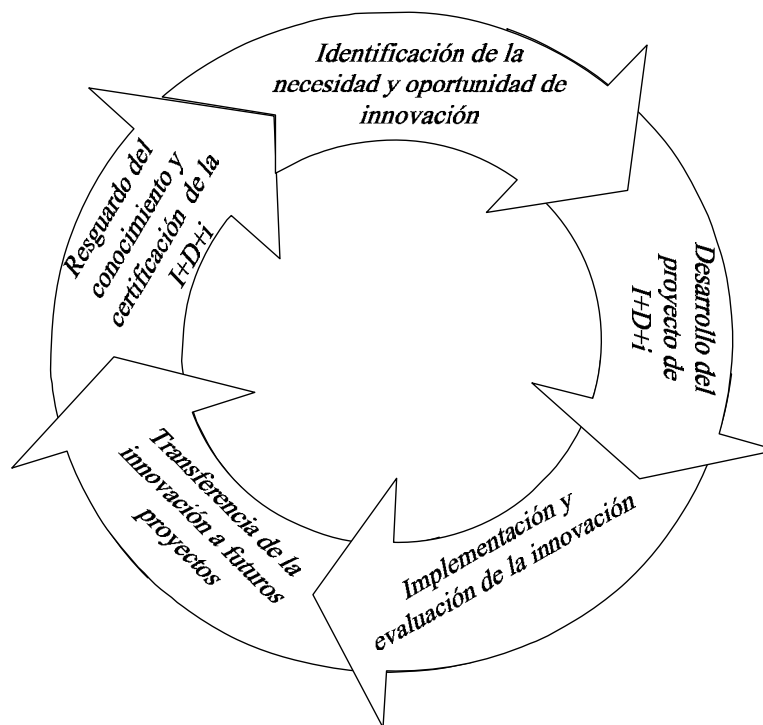 Identificación de la
necesidad y oportunidad de
innovación
Desarrollo del
proyecto de
I+D+i
Implementación y
evaluación de la innovación
Transferencia de la
innovación a futuros
proyectos
Resguardo del
conocimiento y
certificación de la
I+D+i